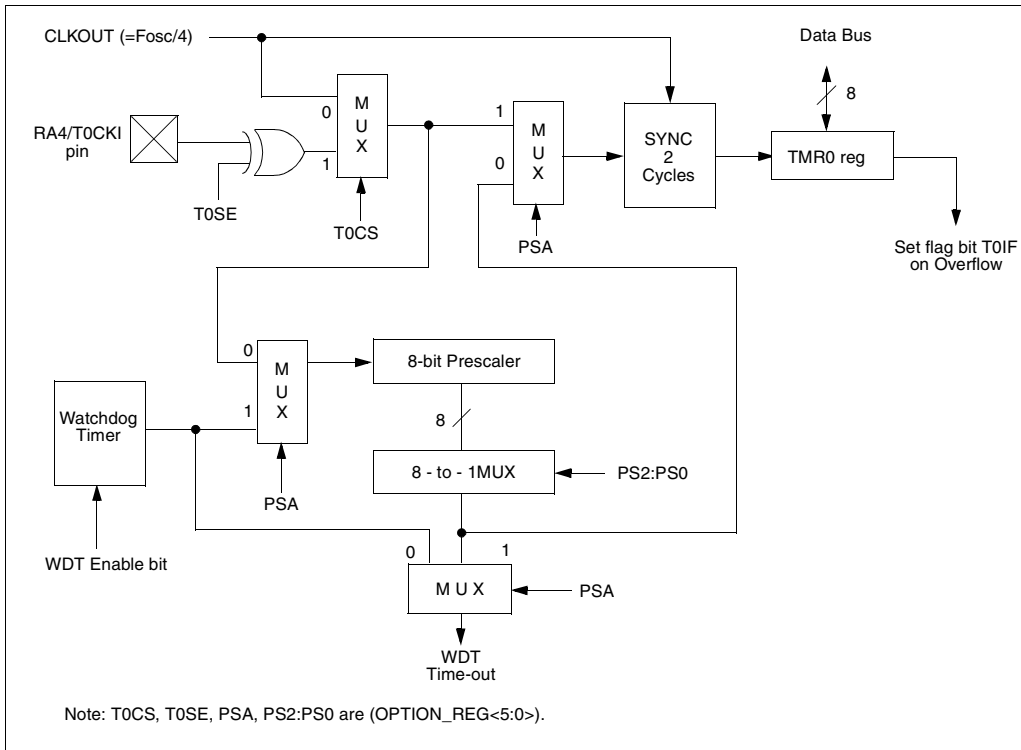 CLKOUT (=Fosc/4)
Data Bus
8
RA4/T0CKI
pin
T0SE
0
1
M
U
X
T0CS
1
0
M
U
X
PSA
SYNC
2
Cycles
TMR0 reg
Set flag bit T0IF
on Overflow
Watchdog
Timer
WDT Enable bit
0
1
M
U
X
PSA
8-bit Prescaler
8
8 - to - 1MUX
PS2:PS0
0
1
M U X
PSA
WDT
Time-out
Note: T0CS, T0SE, PSA, PS2:PS0 are (OPTION_REG<5:0>).